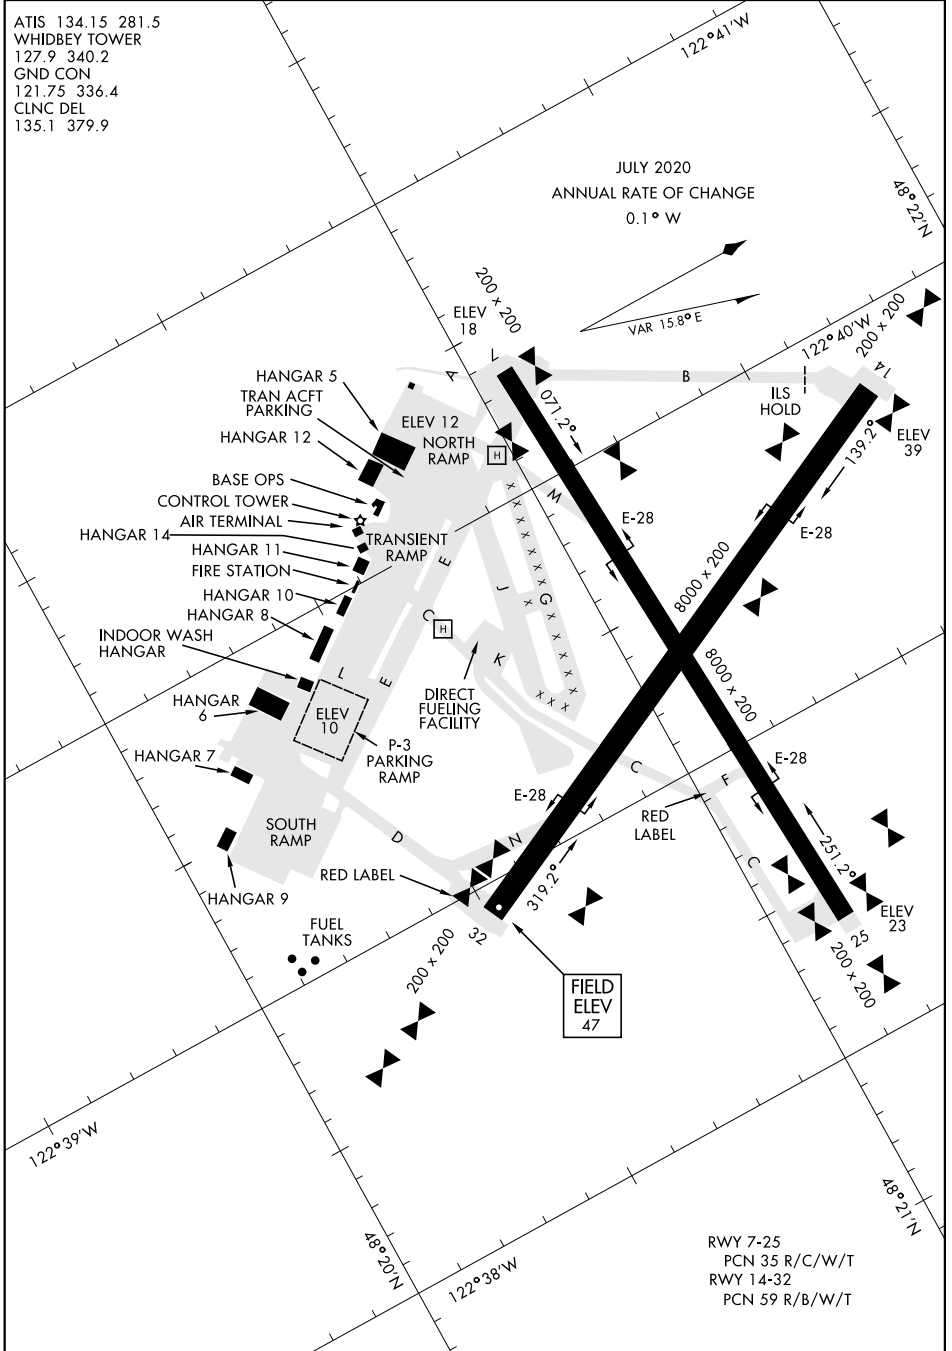 ATIS 134.15 281.5
WHIDBEY TOWER
127.9 340.2
GND CON
121.75 336.4
CLNC DEL
135.1 379.9
122°41'W
JULY 2020
ANNUAL RATE OF CHANGE
0.1° W
48°22'N
VAR 15.8° E
200 x 200
ELEV
18
122°40'W
200 x 200
14
A
L
B
ILS
HOLD
ELEV
39
071.2°
139.2°
HANGAR 5
TRAN ACFT
PARKING
HANGAR 12
ELEV 12
NORTH
RAMP
H
BASE OPS
CONTROL TOWER
AIR TERMINAL
HANGAR 14
HANGAR 11
FIRE STATION
HANGAR 10
HANGAR 8
INDOOR WASH
HANGAR
TRANSIENT
RAMP
M
E-28
E-28
x x x x x x x x x x x x x x x x x
E
J
G
C
H
K
8000 x 200
8000 x 200
HANGAR
6
L
E
ELEV
10
DIRECT
FUELING
FACILITY
P-3
PARKING
RAMP
HANGAR 7
C
F
E-28
E-28
RED
LABEL
SOUTH
RAMP
D
N
C
251.2°
319.2°
RED LABEL
HANGAR 9
FUEL
TANKS
32
200 x 200
25
200 x 200
ELEV
23
FIELD
ELEV
47
122°39'W
48°20'N
122°38'W
48°21'N
RWY 7-25
PCN 35 R/C/W/T
RWY 14-32
PCN 59 R/B/W/T